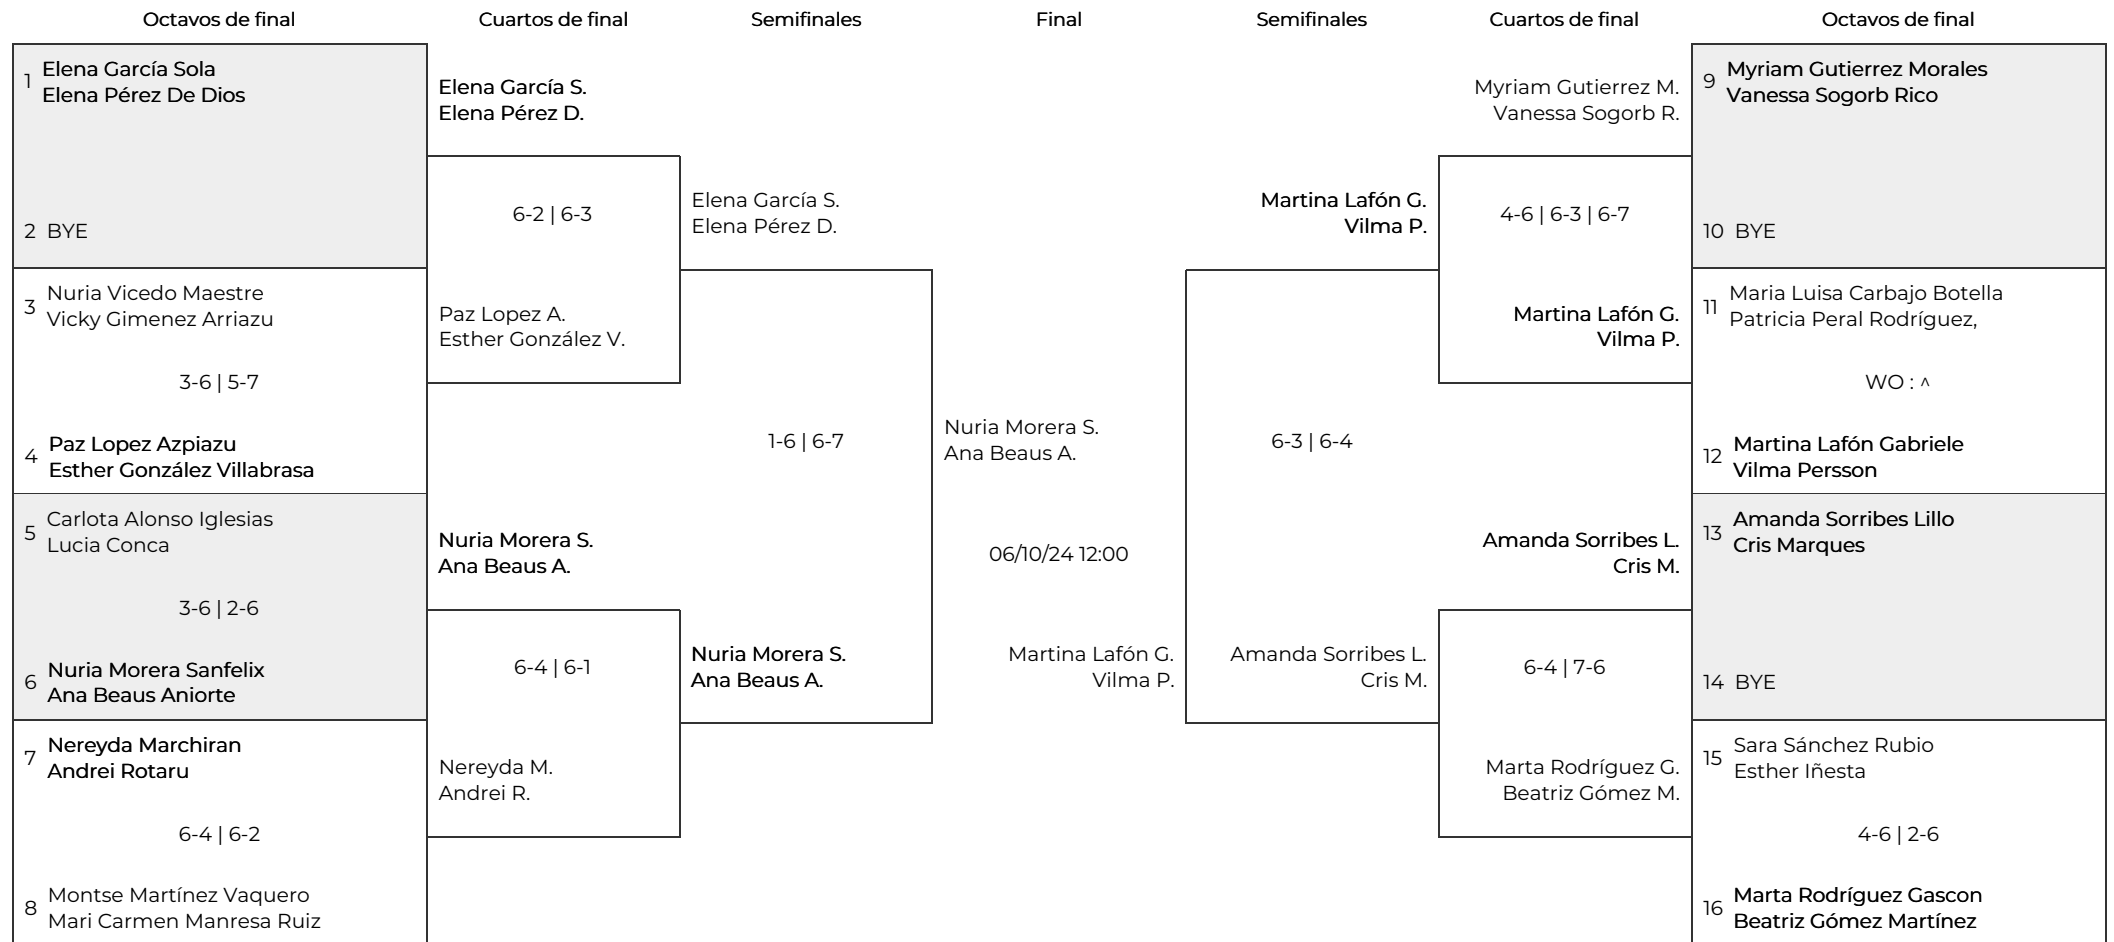 Octavos de final
Cuartos de final
Semifinales
Final
Semifinales
Cuartos de final
Octavos de final
1
Elena García Sola
Elena Pérez De Dios
2 BYE
3
Nuria Vicedo Maestre
Vicky Gimenez Arriazu
3-6 | 5-7
4
Paz Lopez Azpiazu
Esther González Villabrasa
5
Carlota Alonso Iglesias
Lucia Conca
3-6 | 2-6
6
Nuria Morera Sanfelix
Ana Beaus Aniorte
7
Nereyda Marchiran
Andrei Rotaru
6-4 | 6-2
8
Montse Martínez Vaquero
Mari Carmen Manresa Ruiz
Elena García S.
Elena Pérez D.
6-2 | 6-3
Paz Lopez A.
Esther González V.
Nuria Morera S.
Ana Beaus A.
6-4 | 6-1
Nereyda M.
Andrei R.
Elena García S.
Elena Pérez D.
1-6 | 6-7
Nuria Morera S.
Ana Beaus A.
Nuria Morera S.
Ana Beaus A.
06/10/24 12:00
Martina Lafón G.
Vilma P.
Martina Lafón G.
Vilma P.
6-3 | 6-4
Amanda Sorribes L.
Cris M.
Myriam Gutierrez M.
Vanessa Sogorb R.
4-6 | 6-3 | 6-7
Martina Lafón G.
Vilma P.
Amanda Sorribes L.
Cris M.
6-4 | 7-6
Marta Rodríguez G.
Beatriz Gómez M.
9
Myriam Gutierrez Morales
Vanessa Sogorb Rico
10 BYE
11
Maria Luisa Carbajo Botella
Patricia Peral Rodríguez,
WO : ^
12
Martina Lafón Gabriele
Vilma Persson
13
Amanda Sorribes Lillo
Cris Marques
14 BYE
15
Sara Sánchez Rubio
Esther Iñesta
4-6 | 2-6
16
Marta Rodríguez Gascon
Beatriz Gómez Martínez